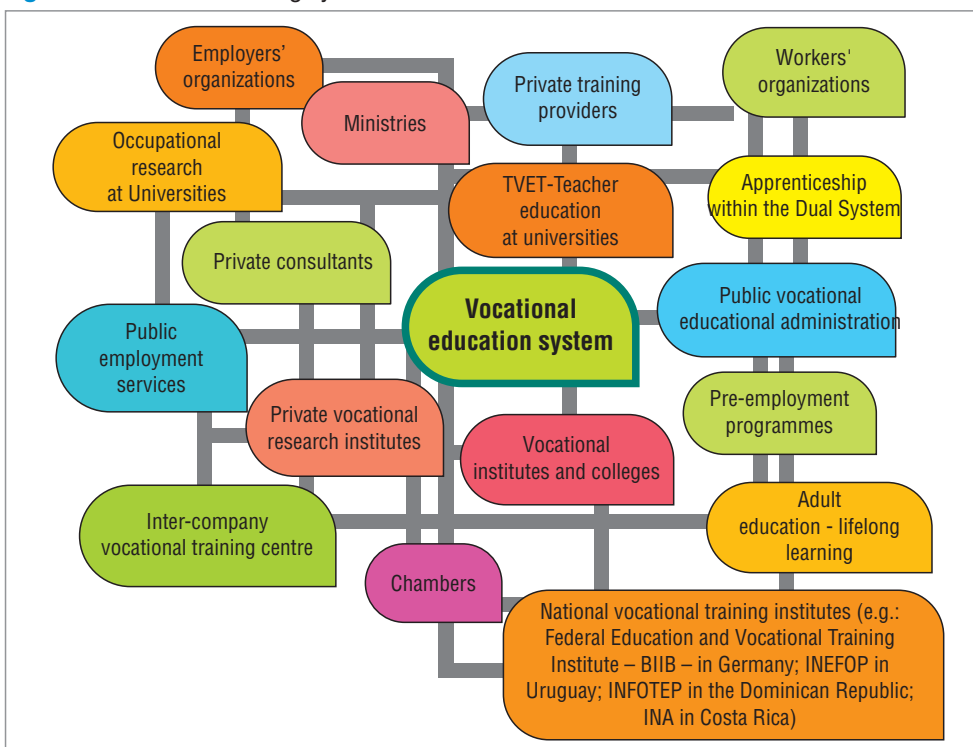 Employers'
organizations
Ministries
Private training
providers
Workers'
organizations
Occupational
research
at Universities
TVET-Teacher
education
at universities
Apprenticeship
within the Dual System
Private consultants
Vocational
education system
Public vocational
educational administration
Public
employment
services
Private vocational
research institutes
Vocational
institutes and colleges
Pre-employment
programmes
Inter-company
vocational training centre
Adult
education - lifelong
learning
Chambers
National vocational training institutes (e.g.:
Federal Education and Vocational Training
Institute – BIIB – in Germany; INEFOP in
Uruguay; INFOTEP in the Dominican Republic;
INA in Costa Rica)